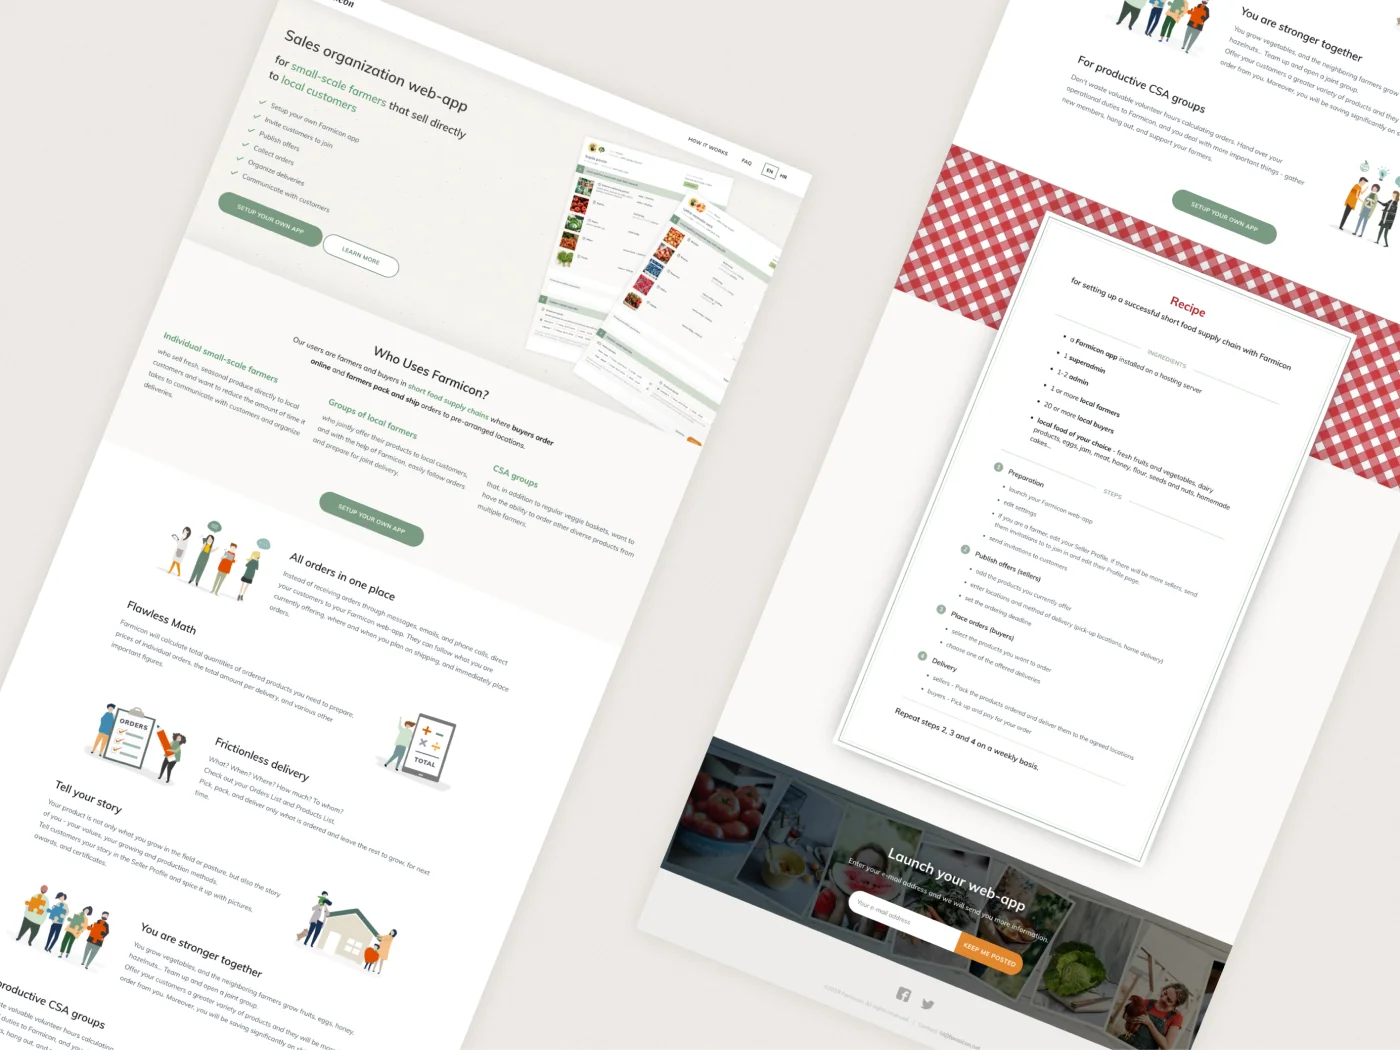 Sales organization web-app
for small-scale farmers that sell directly
to local customers
Setup your own Farmicon app
Invite customers to join
Publish offers
Collect orders
Organize deliveries
Communicate with customers
SETUP YOUR OWN APP
LEARN MORE
HOW IT WORKS
FAQ
EN
HR
Who Uses Farmicon?
Our users are farmers and buyers in short food supply chains where buyers order
online and farmers pack and ship orders to pre-arranged locations.
Individual small-scale farmers
who sell fresh, seasonal produce directly to local
customers and want to reduce the amount of time it
takes to communicate with customers and organize
deliveries.
Groups of local farmers
who jointly offer their products to local customers,
and with the help of Farmicon, easily follow orders
and prepare for joint delivery.
CSA groups
that, in addition to regular veggie baskets, want to
have the ability to order other diverse products from
multiple farmers.
SETUP YOUR OWN APP
All orders in one place
Instead of receiving orders through messages, emails, and phone calls, direct
your customers to your Farmicon web-app. They can follow what you are
currently offering, where and when you plan on shipping, and immediately place
orders.
Flawless Math
Farmicon will calculate total quantities of ordered products you need to prepare,
prices of individual orders, the total amount per delivery, and various other
important figures.
ORDERS
TOTAL
Frictionless delivery
What? When? Where? How much? To whom?
Check out your Orders List and Products List.
Pick, pack, and deliver only what is ordered and leave the rest to grow, for next
time.
Tell your story
Your product is not only what you grow in the field or pasture, but also the story
of you - your values, your growing and production methods.
Tell customers your story in the Seller Profile and spice it up with pictures,
awards, and certificates.
You are stronger together
You grow vegetables, and the neighboring farmers grow fruits, eggs, honey,
hazelnuts... Team up and open a joint group.
Offer your customers a greater variety of products and they will be more
order from you. Moreover, you will be saving significantly on
productive CSA groups
valuable volunteer hours calculating
duties to Farmicon, and you
hang out, and
You are stronger together
You grow vegetables, and the neighboring farmers grow
hazelnuts... Team up and open a joint group.
Offer your customers a greater variety of products and they
order from you. Moreover, you will be saving significantly on
For productive CSA groups
Don't waste valuable volunteer hours calculating orders. Hand over your
operational duties to Farmicon, and you deal with more important things - gather
new members, hang out, and support your farmers.
SETUP YOUR OWN APP
Recipe
for setting up a successful short food supply chain with Farmicon
INGREDIENTS
a Farmicon app installed on a hosting server
1 superadmin
1-2 admin
1 or more local farmers
20 or more local buyers
local food of your choice - fresh fruits and vegetables, dairy
products, eggs, jam, meat, honey, flour, seeds and nuts, homemade
cakes...
STEPS
1 Preparation
launch your Farmicon web-app
edit settings
if you are a farmer, edit your Seller Profile. If there will be more sellers, send
them invitations to join in and edit their Profile page.
send invitations to customers
2 Publish offers (sellers)
add the products you currently offer
enter locations and method of delivery (pick-up locations, home delivery)
set the ordering deadline
3 Place orders (buyers)
select the products you want to order
choose one of the offered deliveries
4 Delivery
sellers - Pack the products ordered and deliver them to the agreed locations
buyers - Pick up and pay for your order
Repeat steps 2, 3 and 4 on a weekly basis.
Launch your web-app
Enter your e-mail address and we will send you more information.
Your e-mail address
KEEP ME POSTED